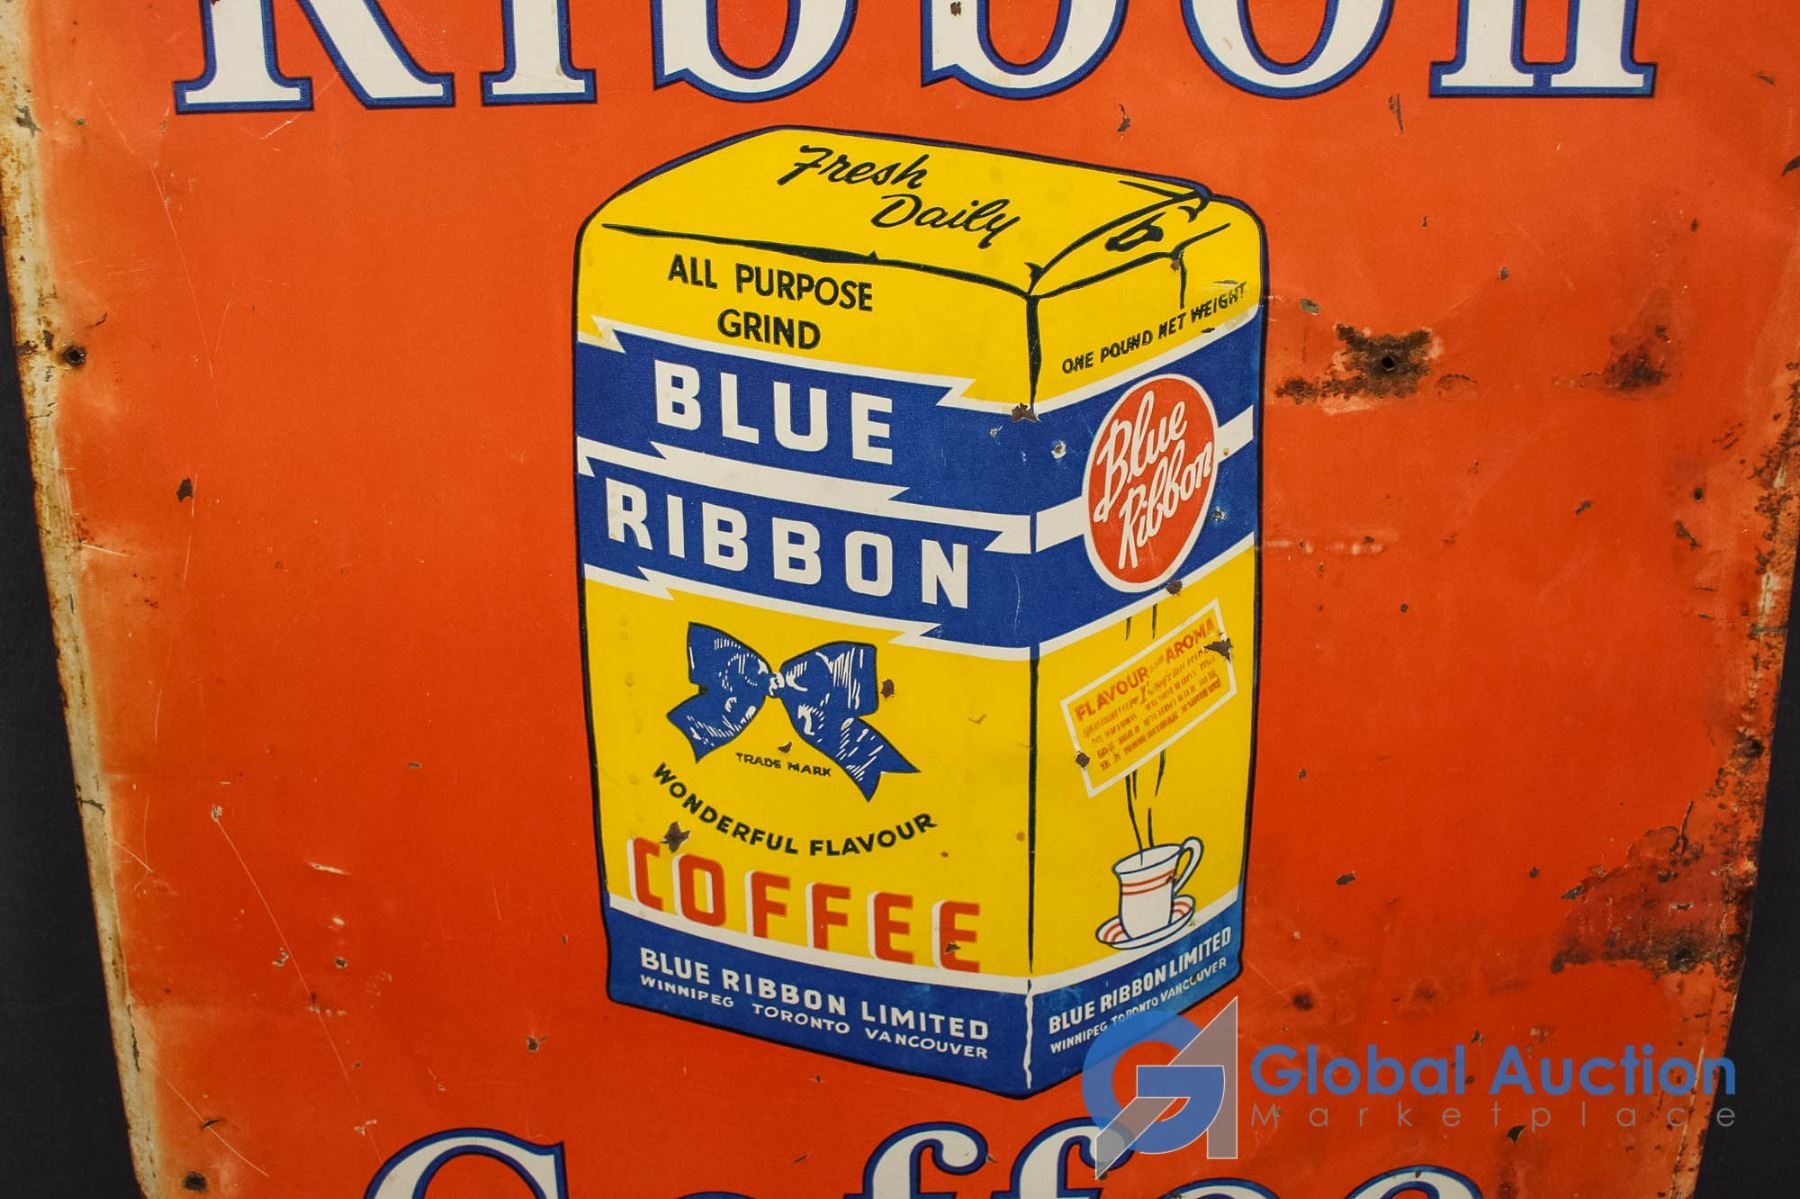 Ribbon
Fresh
Daily
ALL PURPOSE
GRIND
ONE POUND NET WEIGHT
BLUE
RIBBON
Blue
Ribbon
TRADE MARK
WONDERFUL FLAVOUR
COFFEE
FLAVOUR AND AROMA
BLUE RIBBON LIMITED
WINNIPEG TORONTO VANCOUVER
BLUE RIBBON LIMITED
WINNIPEG TORONTO VANCOUVER
Coffee
Global Auction
Marketplace